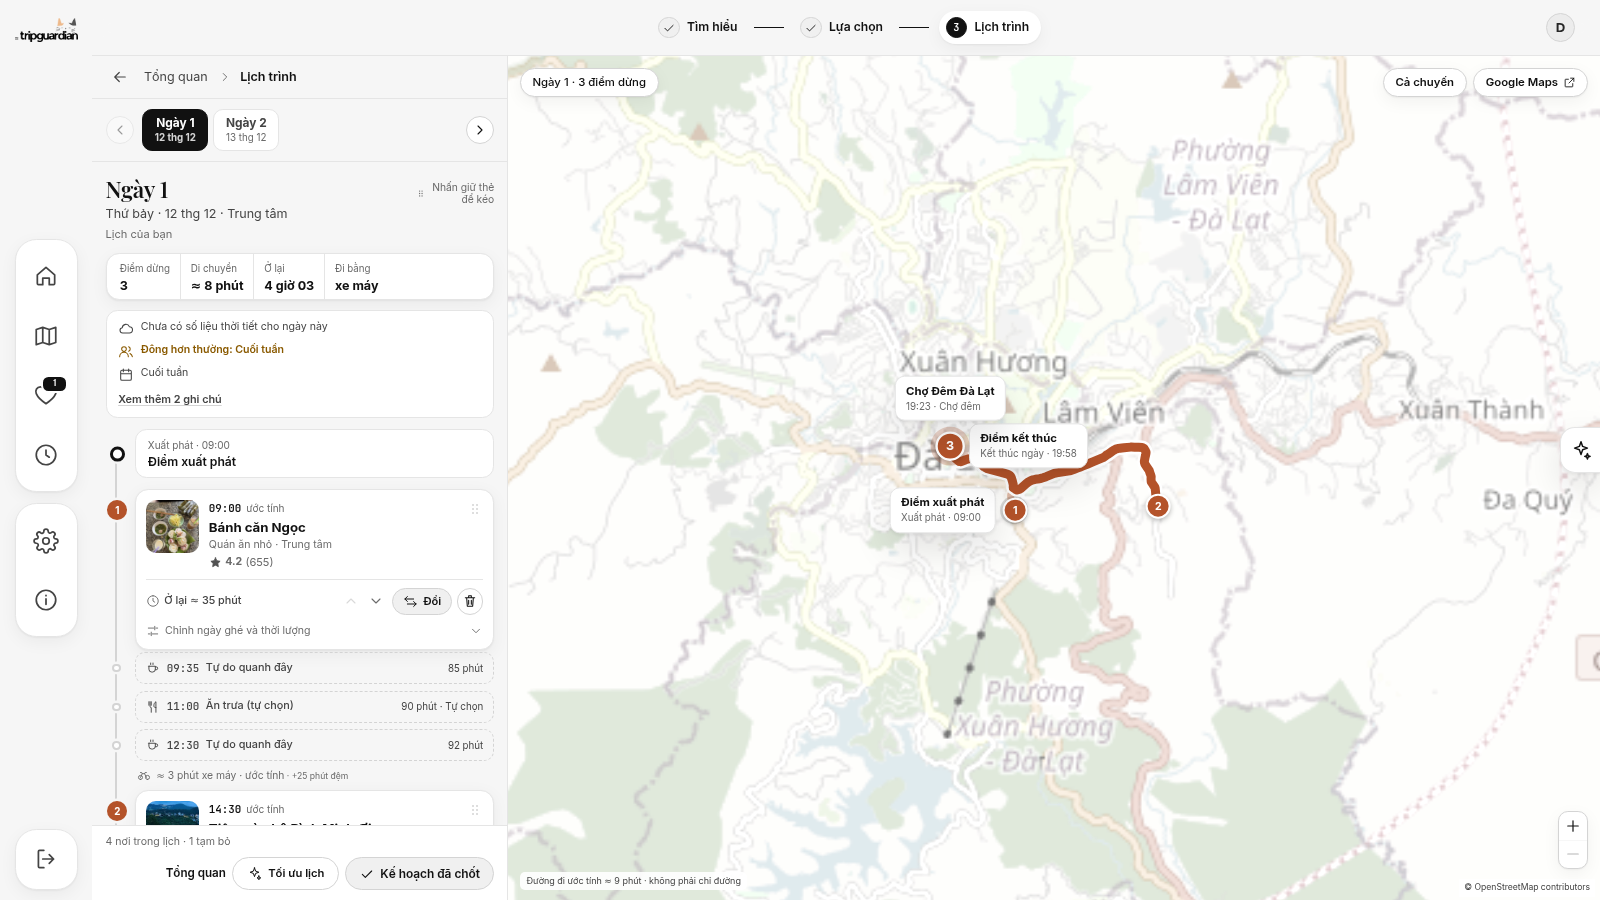 tripguardian
Tìm hiểu
Lựa chọn
3 Lịch trình
D
Tổng quan > Lịch trình
Ngày 1
12 thg 12
Ngày 2
13 thg 12
Ngày 1
Nhấn giữ thẻ
để kéo
Thứ bảy · 12 thg 12 · Trung tâm
Lịch của bạn
Điểm dừng
3
Di chuyển
≈ 8 phút
Ở lại
4 giờ 03
Đi bằng
xe máy
Chưa có số liệu thời tiết cho ngày này
Đông hơn thường: Cuối tuần
Cuối tuần
Xem thêm 2 ghi chú
1
Xuất phát · 09:00
Điểm xuất phát
1
09:00 ước tính
Bánh căn Ngọc
Quán ăn nhỏ · Trung tâm
4.2 (655)
Ở lại ≈ 35 phút
Đổi
Chỉnh ngày ghé và thời lượng
09:35 Tự do quanh đây 85 phút
11:00 Ăn trưa (tự chọn) 90 phút · Tự chọn
12:30 Tự do quanh đây 92 phút
≈ 3 phút xe máy · ước tính · +25 phút đệm
2
14:30 ước tính
4 nơi trong lịch · 1 tạm bỏ
Tổng quan
Tối ưu lịch
Kế hoạch đã chốt
Ngày 1 · 3 điểm dừng
Cả chuyến
Google Maps
Phường
Lâm Viên
- Đà Lạt
Xuân Hương
Chợ Đêm Đà Lạt
19:23 · Chợ đêm
Lâm Viên
Xuân Thành
3
Điểm kết thúc
Kết thúc ngày · 19:58
Điểm xuất phát
Xuất phát · 09:00
1
2
Đa Quý
Phường
Xuân Hương
- Đà Lạt
+
−
Đường đi ước tính ≈ 9 phút · không phải chỉ đường
© OpenStreetMap contributors